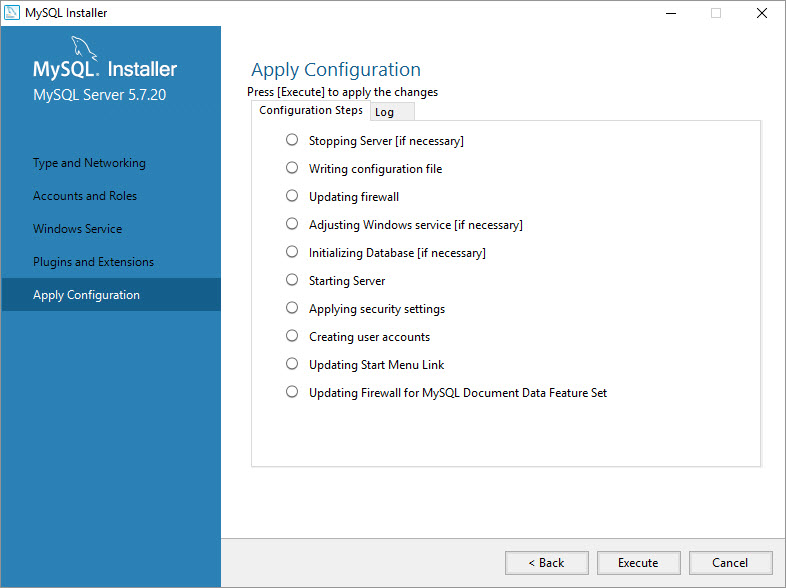 MySQL Installer
MySQL. Installer
MySQL Server 5.7.20
Type and Networking
Accounts and Roles
Windows Service
Plugins and Extensions
Apply Configuration
Apply Configuration
Press [Execute] to apply the changes
Configuration Steps Log
Stopping Server [if necessary]
Writing configuration file
Updating firewall
Adjusting Windows service [if necessary]
Initializing Database [if necessary]
Starting Server
Applying security settings
Creating user accounts
Updating Start Menu Link
Updating Firewall for MySQL Document Data Feature Set
< Back Execute Cancel